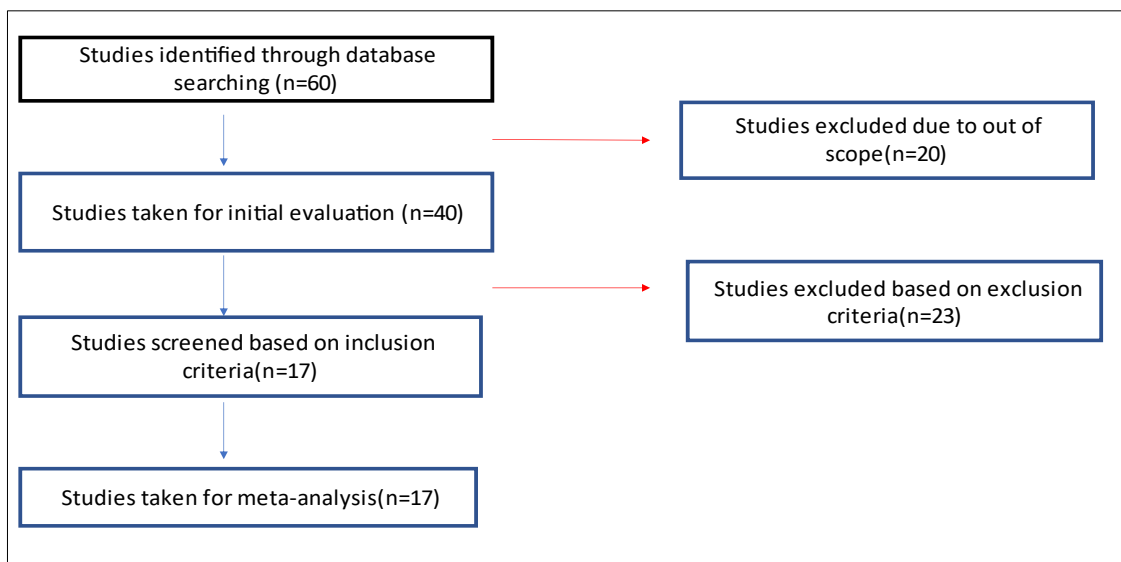 Studies identified through database
searching (n=60)
Studies excluded due to out of
scope(n=20)
Studies taken for initial evaluation (n=40)
Studies excluded based on exclusion
criteria(n=23)
Studies screened based on inclusion
criteria(n=17)
Studies taken for meta-analysis(n=17)